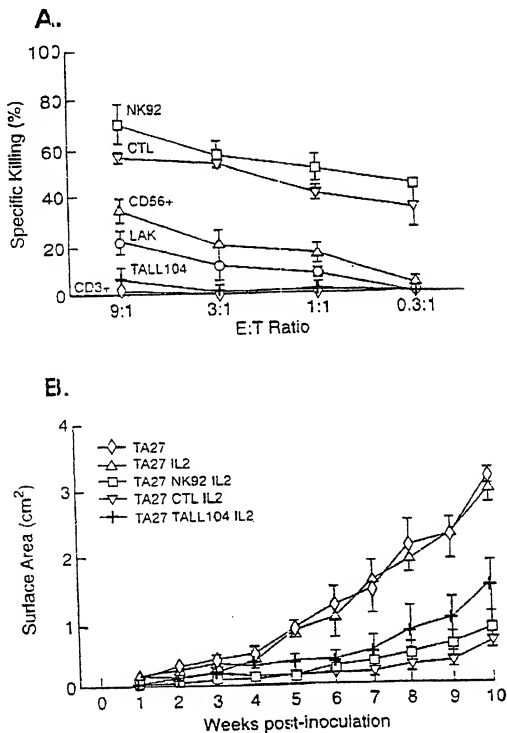 A.
100
80
60
40
20
0
Specific Killing (%)
NK92
CTL
CD56+
LAK
TALL104
CD3+
9:1 3:1 1:1 0.3:1
E:T Ratio
B.
4
3
2
1
0
Surface Area (cm²)
TA27
TA27 IL2
TA27 NK92 IL2
TA27 CTL IL2
TA27 TALL104 IL2
0 1 2 3 4 5 6 7 8 9 10
Weeks post-inoculation